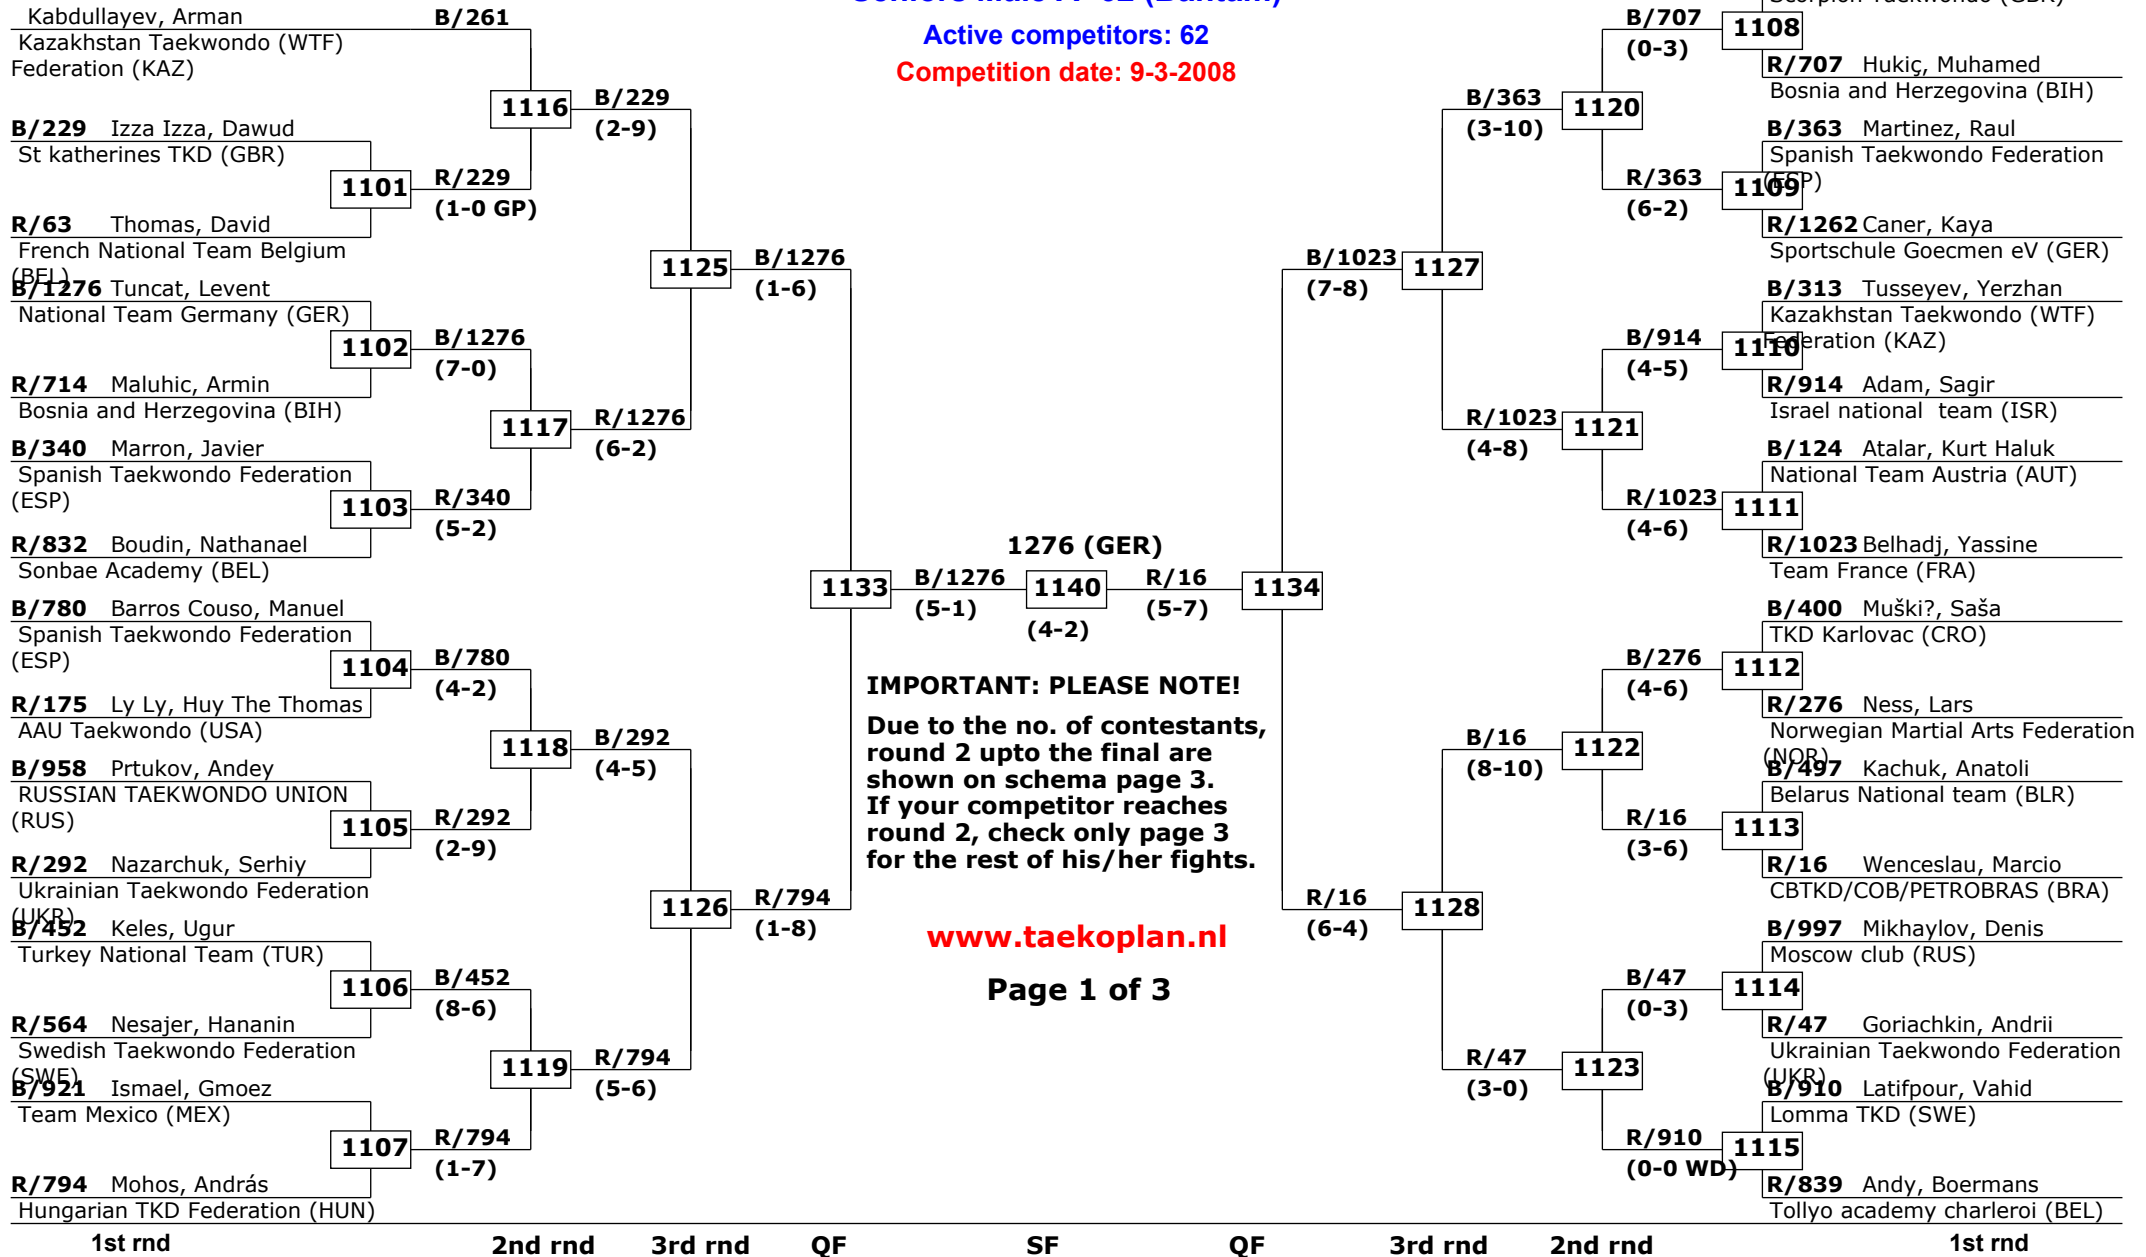 Kabdullayev, Arman
Kazakhstan Taekwondo (WTF)
Federation (KAZ)
B/229 Izza Izza, Dawud
St katherines TKD (GBR)
R/63 Thomas, David
French National Team Belgium
(BEL)
B/1276 Tuncat, Levent
National Team Germany (GER)
R/714 Maluhic, Armin
Bosnia and Herzegovina (BIH)
B/340 Marron, Javier
Spanish Taekwondo Federation
(ESP)
R/832 Boudin, Nathanael
Sonbae Academy (BEL)
B/780 Barros Couso, Manuel
Spanish Taekwondo Federation
(ESP)
R/175 Ly Ly, Huy The Thomas
AAU Taekwondo (USA)
B/958 Prtukov, Andey
RUSSIAN TAEKWONDO UNION
(RUS)
R/292 Nazarchuk, Serhiy
Ukrainian Taekwondo Federation
(UKR)
B/452 Keles, Ugur
Turkey National Team (TUR)
R/564 Nesajer, Hananin
Swedish Taekwondo Federation
(SWE)
B/921 Ismael, Gmoez
Team Mexico (MEX)
R/794 Mohos, András
Hungarian TKD Federation (HUN)
1st rnd
1101
1102
1103
1104
1105
1106
1107
B/261
R/229
(1-0 GP)
B/1276
(7-0)
R/340
(5-2)
B/780
(4-2)
R/292
(2-9)
B/452
(8-6)
R/794
(1-7)
1116
1117
1118
1119
2nd rnd
B/229
(2-9)
R/1276
(6-2)
B/292
(4-5)
R/794
(5-6)
1125
1126
3rd rnd
B/1276
(1-6)
R/794
(1-8)
1133
QF
Active competitors: 62
Competition date: 9-3-2008
1276 (GER)
B/1276
(5-1)
1140
(4-2)
R/16
(5-7)
IMPORTANT: PLEASE NOTE!
Due to the no. of contestants,
round 2 upto the final are
shown on schema page 3.
If your competitor reaches
round 2, check only page 3
for the rest of his/her fights.
www.taekoplan.nl
Page 1 of 3
SF
1134
QF
B/1023
(7-8)
R/16
(6-4)
1127
1128
3rd rnd
B/363
(3-10)
R/1023
(4-8)
B/16
(8-10)
R/47
(3-0)
1120
1121
1122
1123
2nd rnd
B/707
(0-3)
R/363
(6-2)
B/914
(4-5)
R/1023
(4-6)
B/276
(4-6)
R/16
(3-6)
B/47
(0-3)
R/910
(0-0 WD)
1108
1109
1110
1111
1112
1113
1114
1115
R/707 Hukiç, Muhamed
Bosnia and Herzegovina (BIH)
B/363 Martinez, Raul
Spanish Taekwondo Federation
(ESP)
R/1262 Caner, Kaya
Sportschule Goecmen eV (GER)
B/313 Tusseyev, Yerzhan
Kazakhstan Taekwondo (WTF)
Federation (KAZ)
R/914 Adam, Sagir
Israel national team (ISR)
B/124 Atalar, Kurt Haluk
National Team Austria (AUT)
R/1023 Belhadj, Yassine
Team France (FRA)
B/400 Muški?, Saša
TKD Karlovac (CRO)
R/276 Ness, Lars
Norwegian Martial Arts Federation
(NOR)
B/497 Kachuk, Anatoli
Belarus National team (BLR)
R/16 Wenceslau, Marcio
CBTKD/COB/PETROBRAS (BRA)
B/997 Mikhaylov, Denis
Moscow club (RUS)
R/47 Goriachkin, Andrii
Ukrainian Taekwondo Federation
(UKR)
B/910 Latifpour, Vahid
Lomma TKD (SWE)
R/839 Andy, Boermans
Tollyo academy charleroi (BEL)
1st rnd